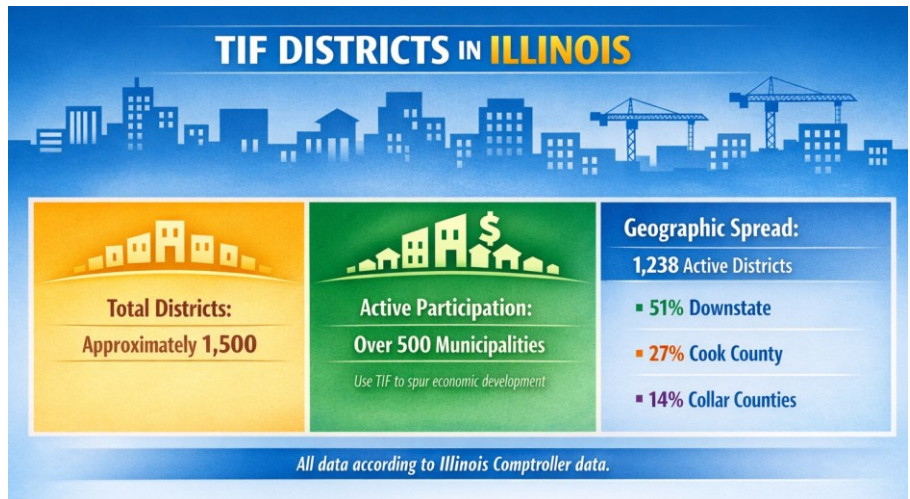 TIF DISTRICTS IN ILLINOIS
Total Districts:
Approximately 1,500
$
Active Participation:
Over 500 Municipalities
Use TIF to spur economic development
Geographic Spread:
1,238 Active Districts
▪ 51% Downstate
▪ 27% Cook County
▪ 14% Collar Counties
All data according to Illinois Comptroller data.